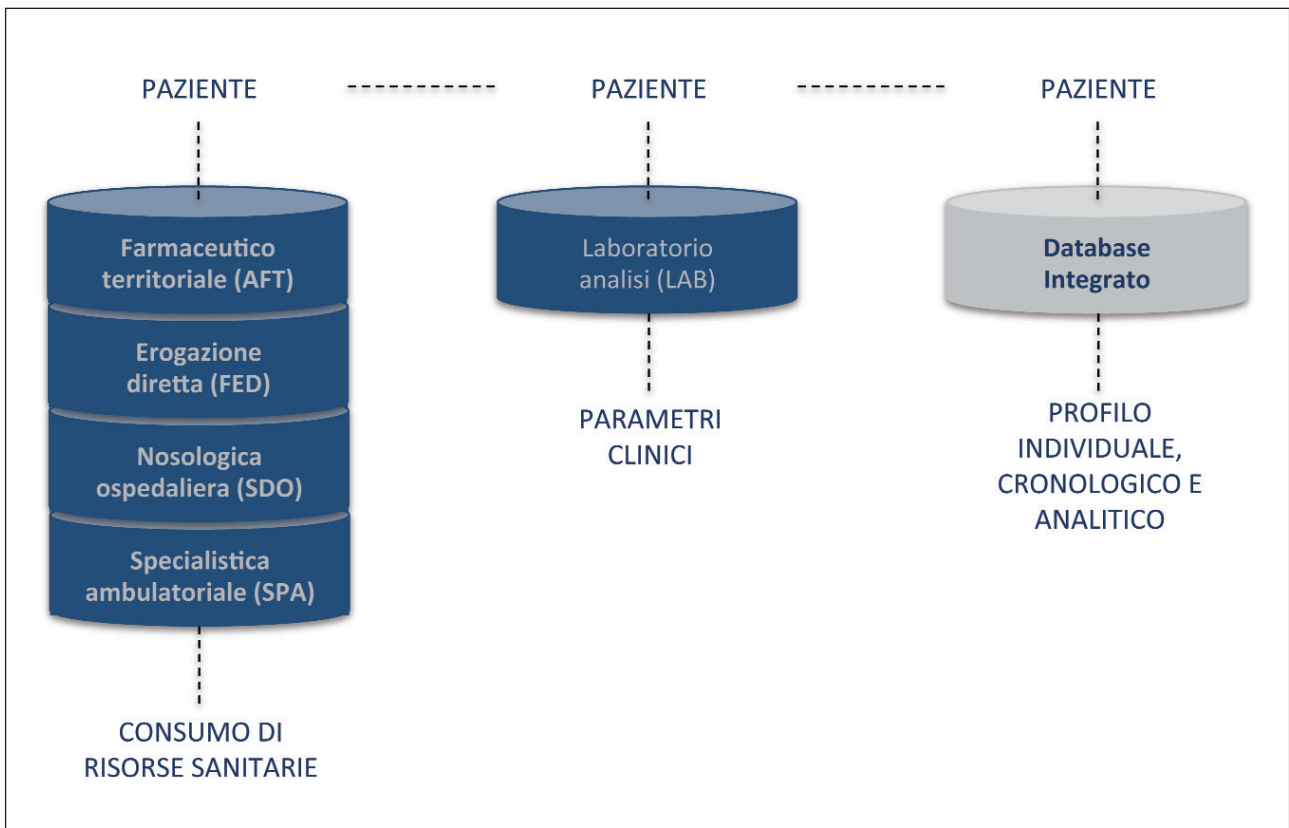 PAZIENTE
PAZIENTE
PAZIENTE
Farmaceutico
territoriale (AFT)
Erogazione
diretta (FED)
Nosologica
ospedaliera (SDO)
Specialistica
ambulatoriale (SPA)
CONSUMO DI
RISORSE SANITARIE
Laboratorio
analisi (LAB)
PARAMETRI
CLINICI
Database
Integrato
PROFILO
INDIVIDUALE,
CRONOLOGICO E
ANALITICO